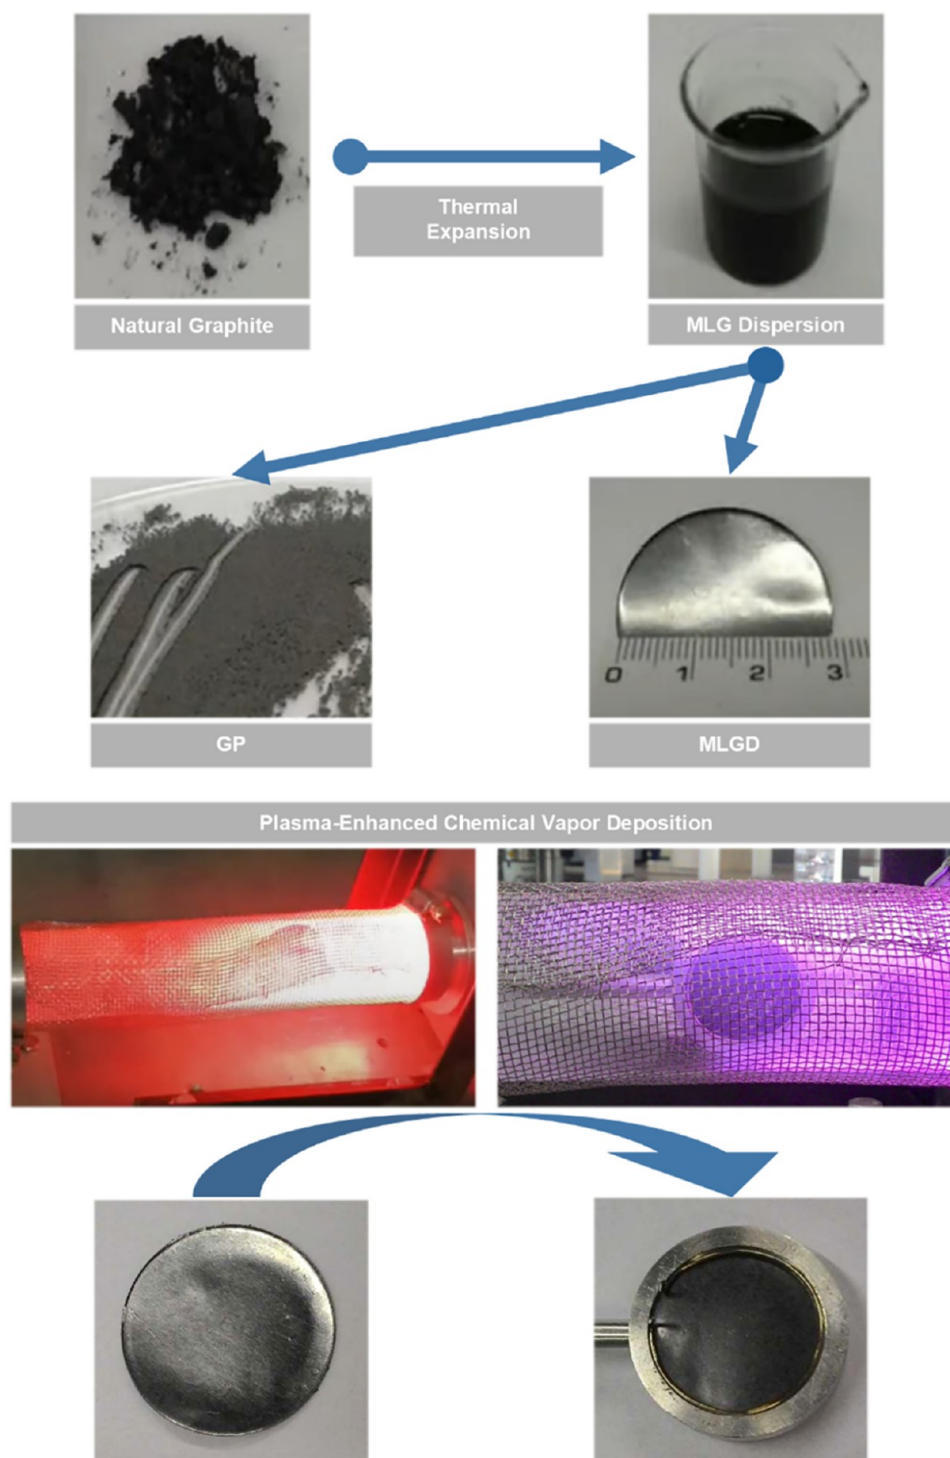 Thermal
Expansion
Natural Graphite
MLG Dispersion
0 1 2 3
GP
MLGD
Plasma-Enhanced Chemical Vapor Deposition